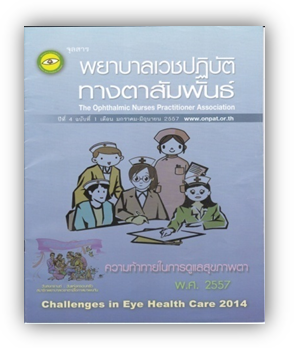 จุลสาร
พยาบาลเวชปฏิบัติ
ทางตาสัมพันธ์
The Ophthalmic Nurses Practitioner Association
ปีที่ 4 ฉบับที่ 1 เดือน มกราคม-มิถุนายน 2557 www.onpat.or.th
ความท้าทายในการดูแลสุขภาพตา
พ.ศ. 2557
Challenges in Eye Health Care 2014